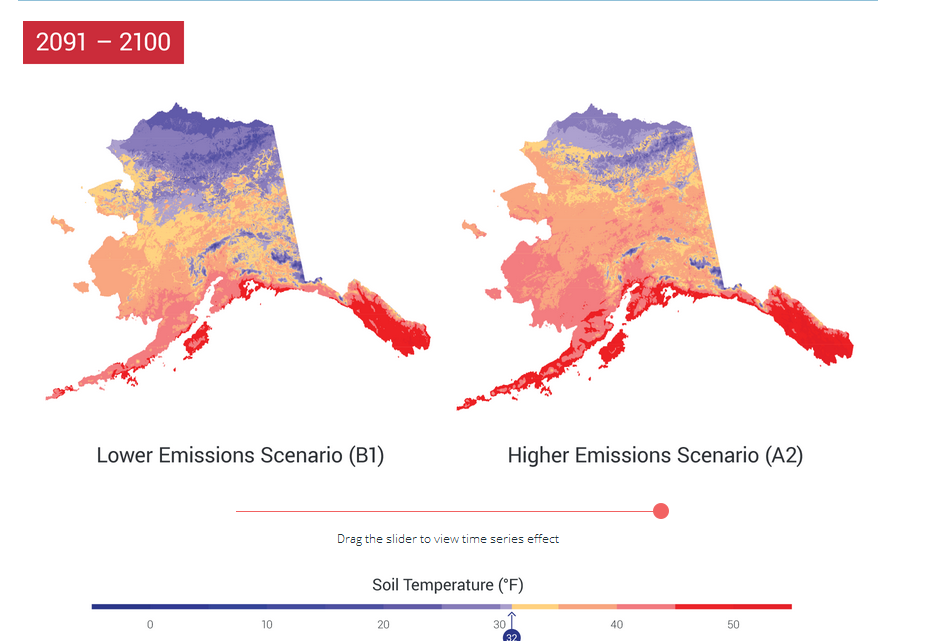 2091 – 2100
Lower Emissions Scenario (B1)
Higher Emissions Scenario (A2)
Drag the slider to view time series effect
Soil Temperature (°F)
0 10 20 30 40 50
32